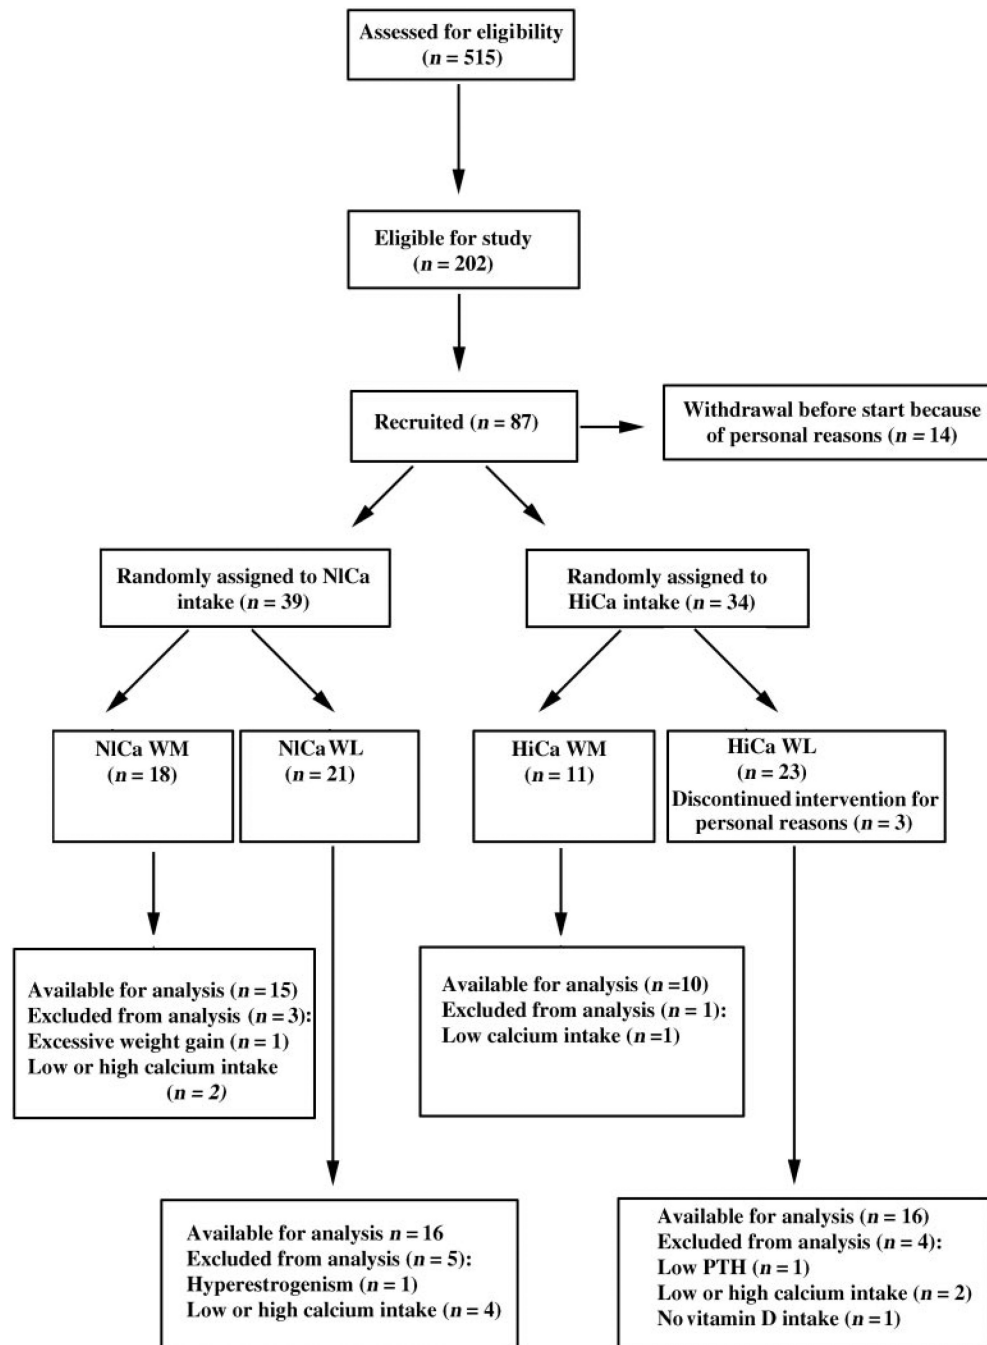 Assessed for eligibility
(n = 515)
Eligible for study
(n = 202)
Recruited (n = 87)
Withdrawal before start because
of personal reasons (n = 14)
Randomly assigned to NlCa
intake (n = 39)
Randomly assigned to
HiCa intake (n = 34)
NlCa WM
(n = 18)
NlCa WL
(n = 21)
HiCa WM
(n = 11)
HiCa WL
(n = 23)
Discontinued intervention for
personal reasons (n = 3)
Available for analysis (n = 15)
Excluded from analysis (n = 3):
Excessive weight gain (n = 1)
Low or high calcium intake
(n = 2)
Available for analysis (n =10)
Excluded from analysis (n = 1):
Low calcium intake (n =1)
Available for analysis n = 16
Excluded from analysis (n = 5):
Hyperestrogenism (n = 1)
Low or high calcium intake (n = 4)
Available for analysis (n = 16)
Excluded from analysis (n = 4):
Low PTH (n = 1)
Low or high calcium intake (n = 2)
No vitamin D intake (n = 1)